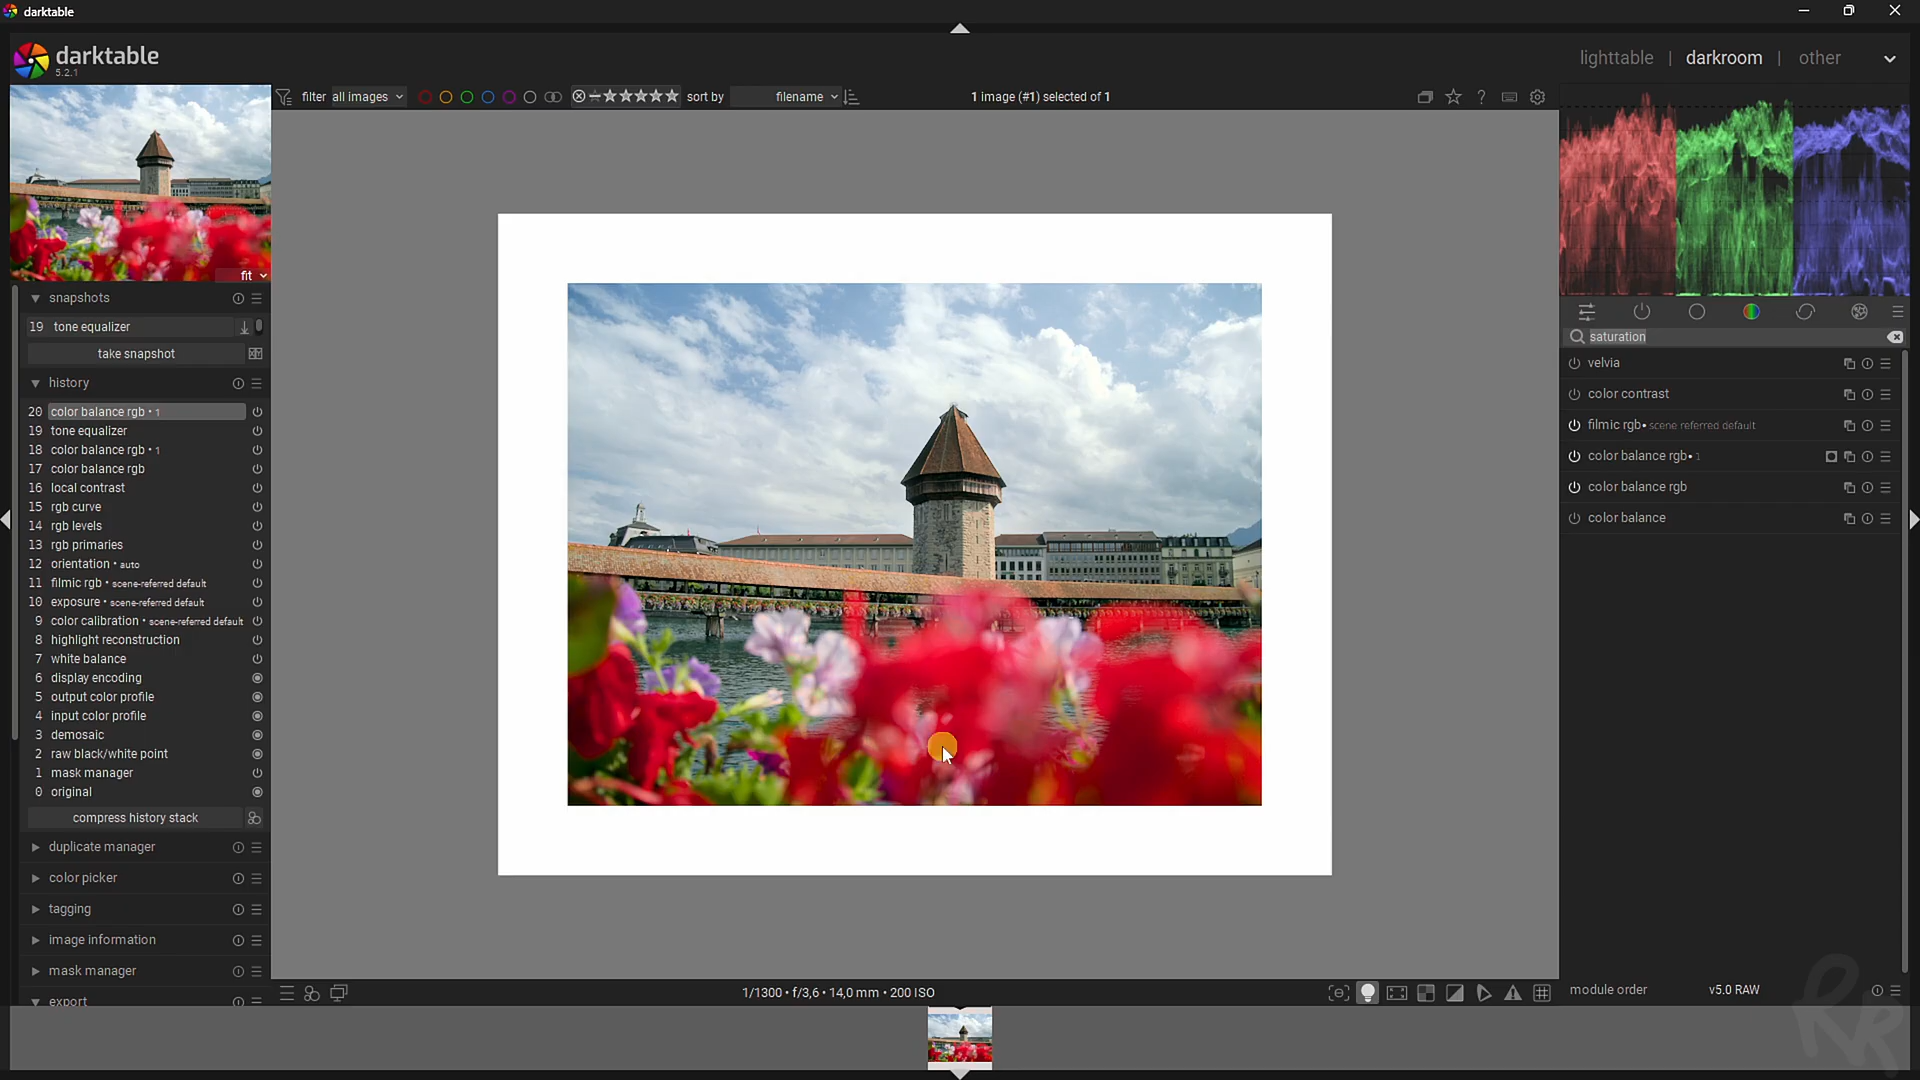 darktable
darktable
5.2.1
lighttable | darkroom | other
filter all images
sort by filename
1 image (#1) selected of 1
fit
snapshots
19 tone equalizer
take snapshot
history
20 color balance rgb • 1
19 tone equalizer
18 color balance rgb • 1
17 color balance rgb
16 local contrast
15 rgb curve
14 rgb levels
13 rgb primaries
12 orientation • auto
11 filmic rgb • scene-referred default
10 exposure • scene-referred default
9 color calibration • scene-referred default
8 highlight reconstruction
7 white balance
6 display encoding
5 output color profile
4 input color profile
3 demosaic
2 raw black/white point
1 mask manager
0 original
compress history stack
duplicate manager
color picker
tagging
image information
mask manager
export
saturation
velvia
color contrast
filmic rgb• scene referred default
color balance rgb• 1
color balance rgb
color balance
1/1300 • f/3,6 • 14,0 mm • 200 ISO
module order v5.0 RAW
RR